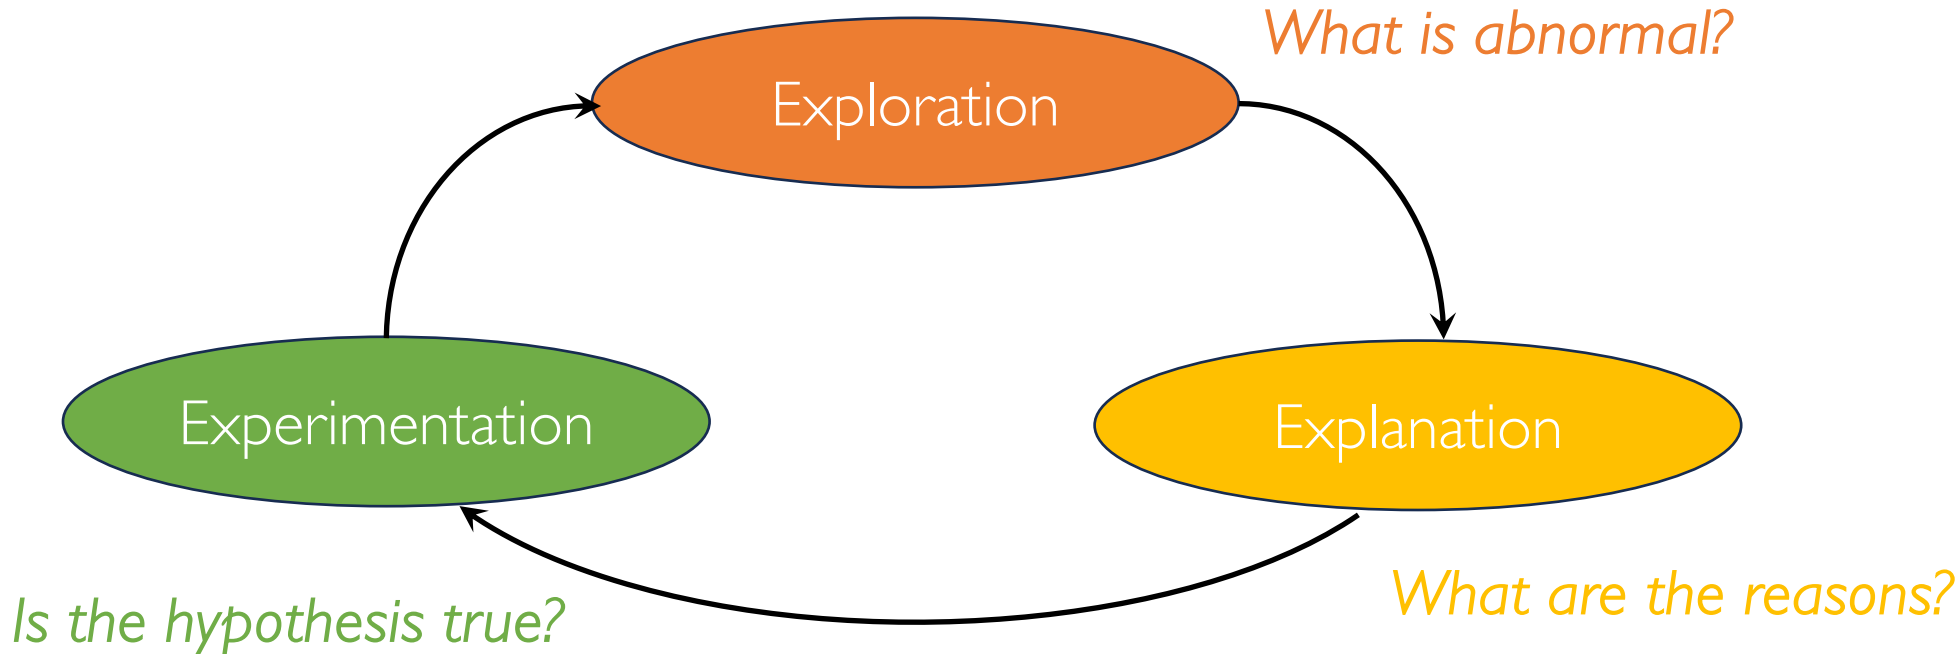 What is abnormal?
Exploration
Experimentation
Explanation
What are the reasons?
Is the hypothesis true?